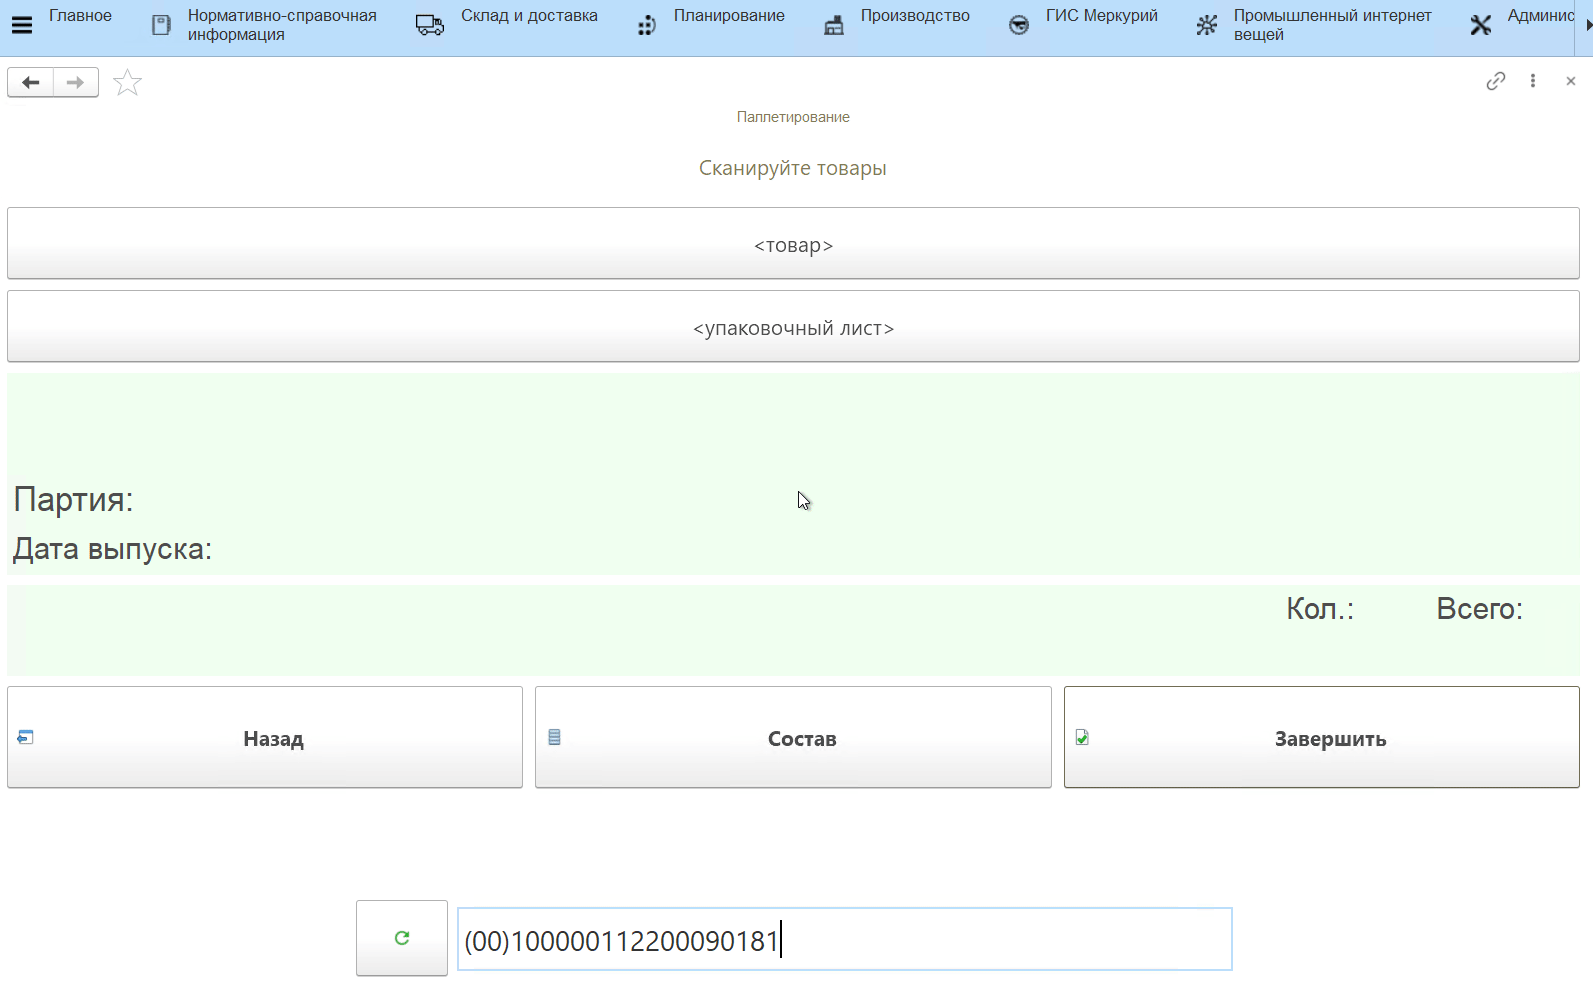 Главное
Нормативно-справочная
информация
Склад и доставка
Планирование
Производство
ГИС Меркурий
Промышленный интернет
вещей
Админис
Паллетирование
Сканируйте товары
<товар>
<упаковочный лист>
Партия:
Дата выпуска:
Кол.: Всего:
Назад
Состав
Завершить
(00)100000112200090181